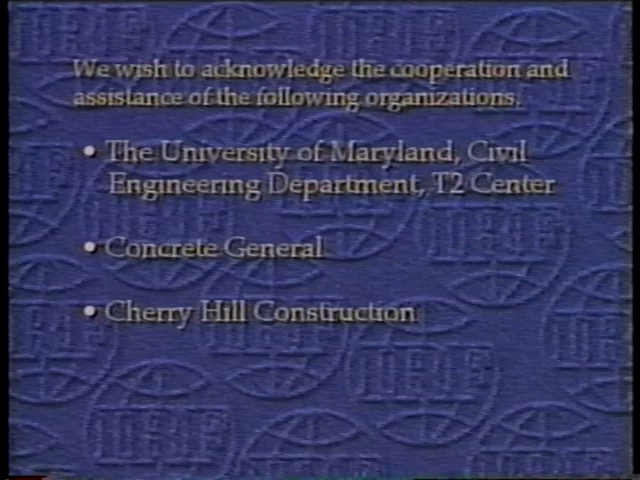 We wish to acknowledge the cooperation and
assistance of the following organizations.
• The University of Maryland, Civil
Engineering Department, T2 Center
• Concrete General
• Cherry Hill Construction